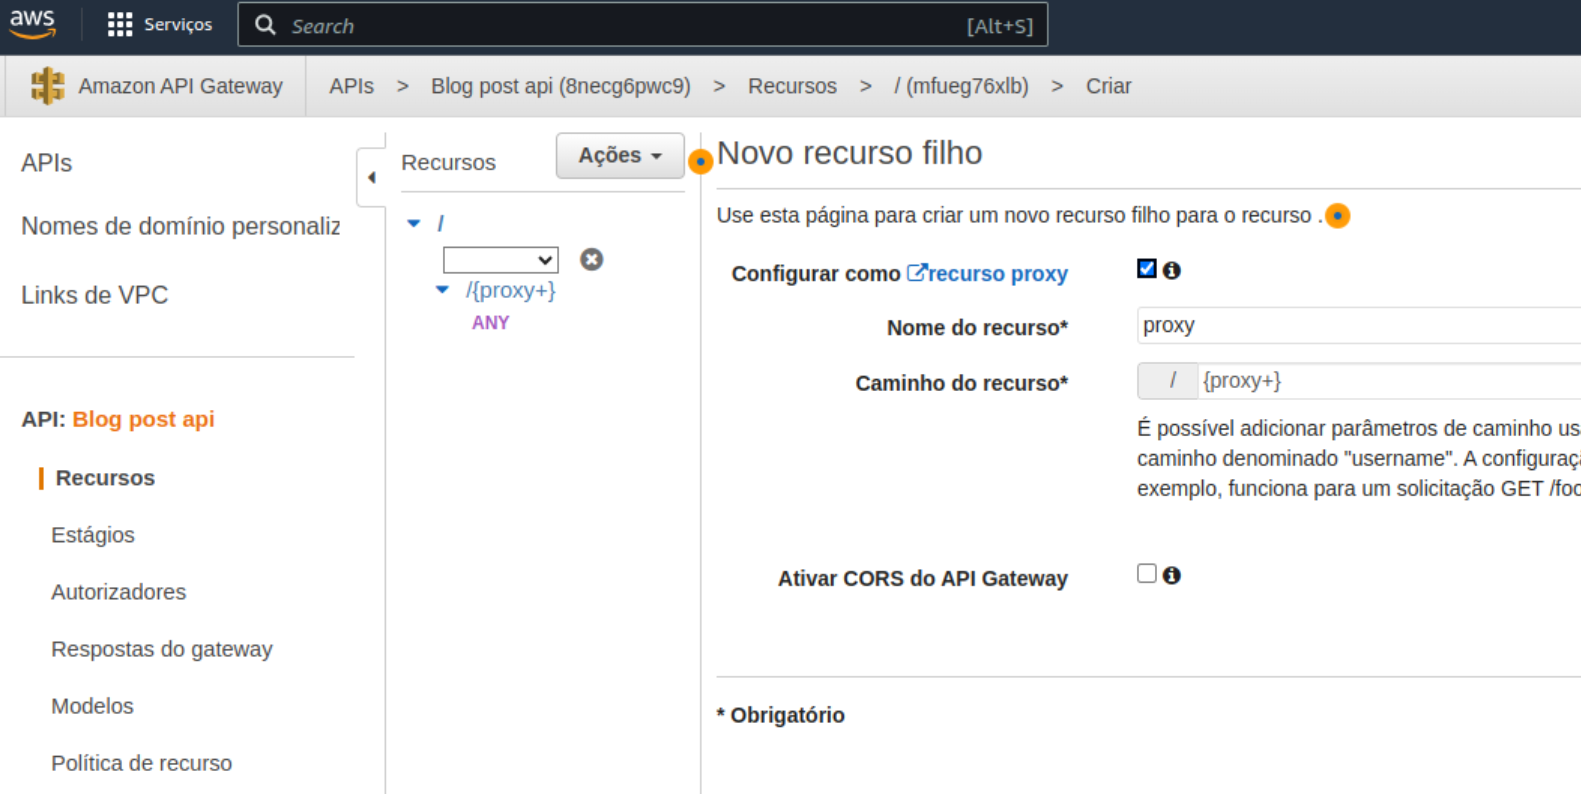 aws Serviços Search [Alt+S]
Amazon API Gateway APIs > Blog post api (8necg6pwc9) > Recursos > / (mfueg76xlb) > Criar
APIs
Nomes de domínio personaliz
Links de VPC
API: Blog post api
Recursos
Estágios
Autorizadores
Respostas do gateway
Modelos
Política de recurso
Recursos Ações
/
/{proxy+}
ANY
Novo recurso filho
Use esta página para criar um novo recurso filho para o recurso .
Configurar como recurso proxy
Nome do recurso* proxy
Caminho do recurso* / {proxy+}
É possível adicionar parâmetros de caminho usa
caminho denominado "username". A configuraçã
exemplo, funciona para um solicitação GET /foo
Ativar CORS do API Gateway
* Obrigatório